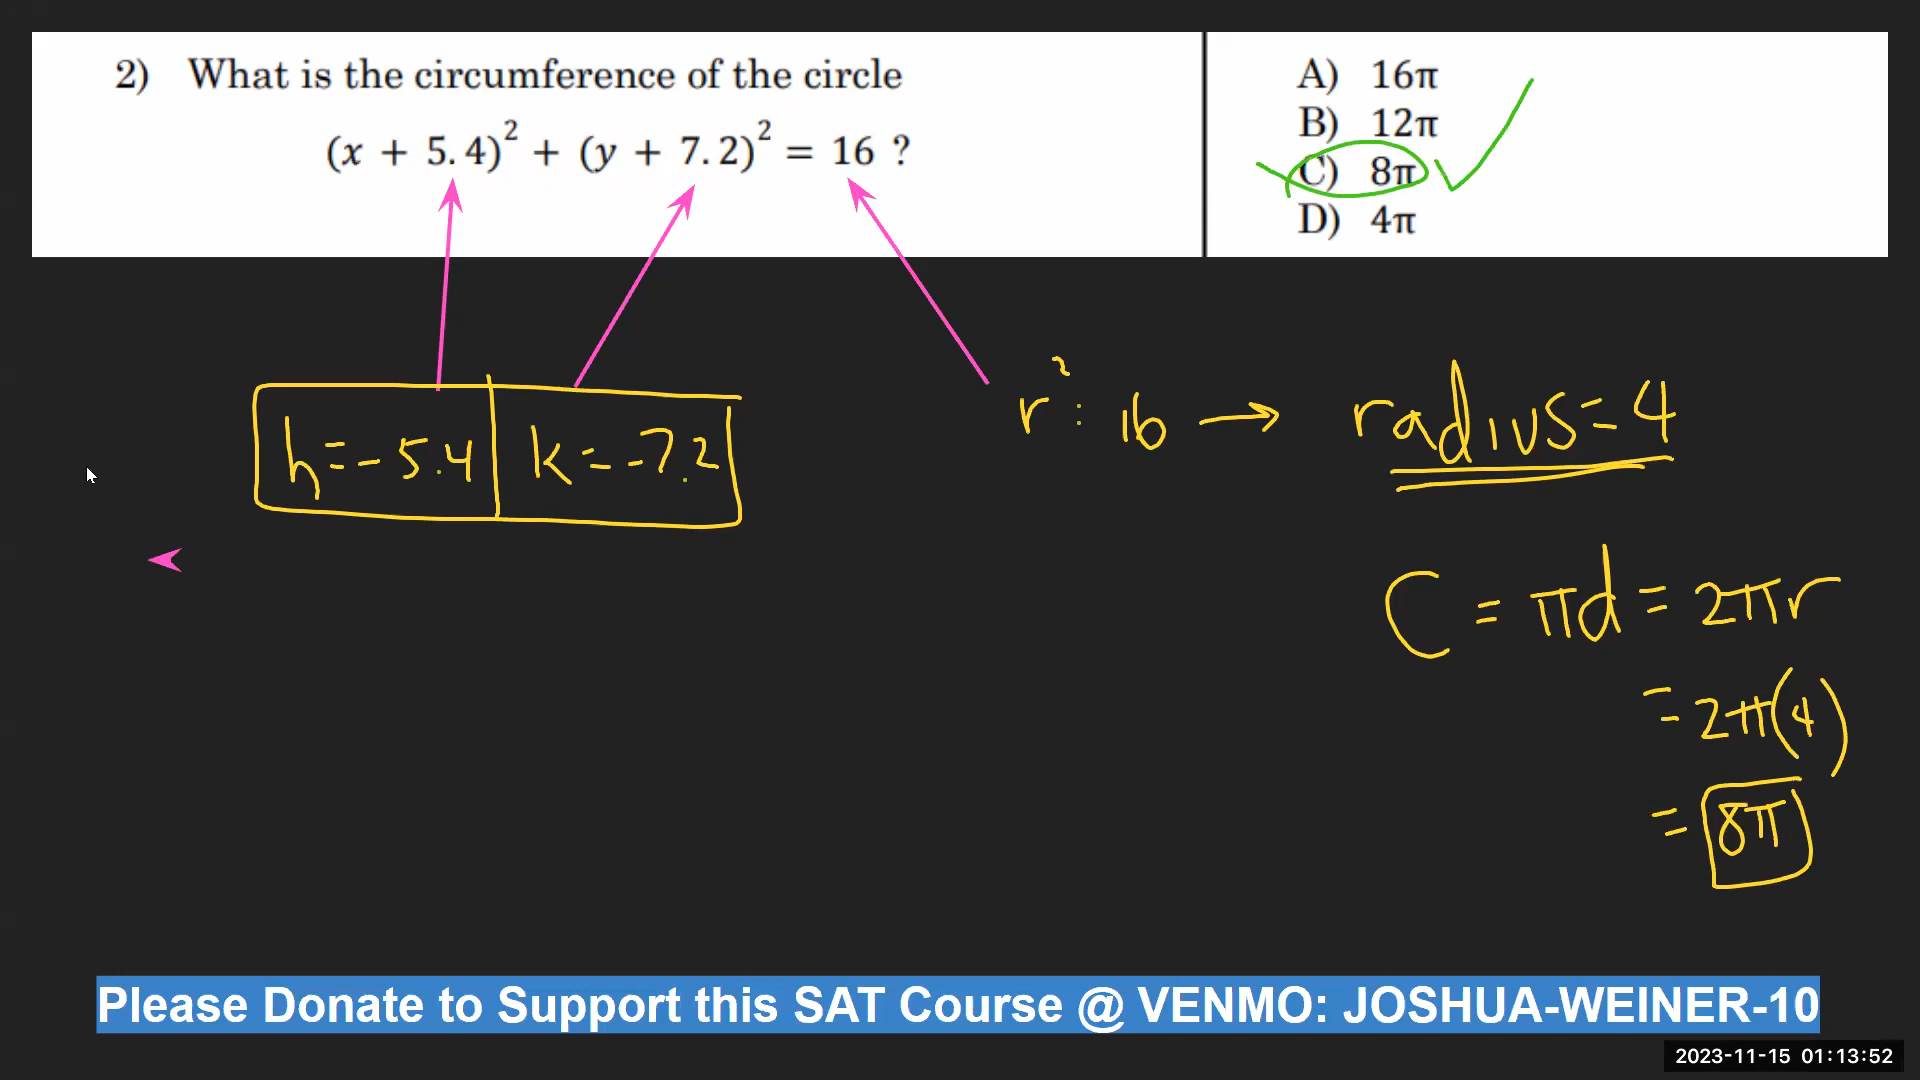 2) What is the circumference of the circle
(x + 5.4)² + (y + 7.2)² = 16 ?
A) 16π
B) 12π
C) 8π
D) 4π
h = -5.4 k = -7.2
r² : 16 → radius = 4
C = πd = 2πr
= 2π(4)
= 8π
Please Donate to Support this SAT Course @ VENMO: JOSHUA-WEINER-10
2023-11-15 01:13:52